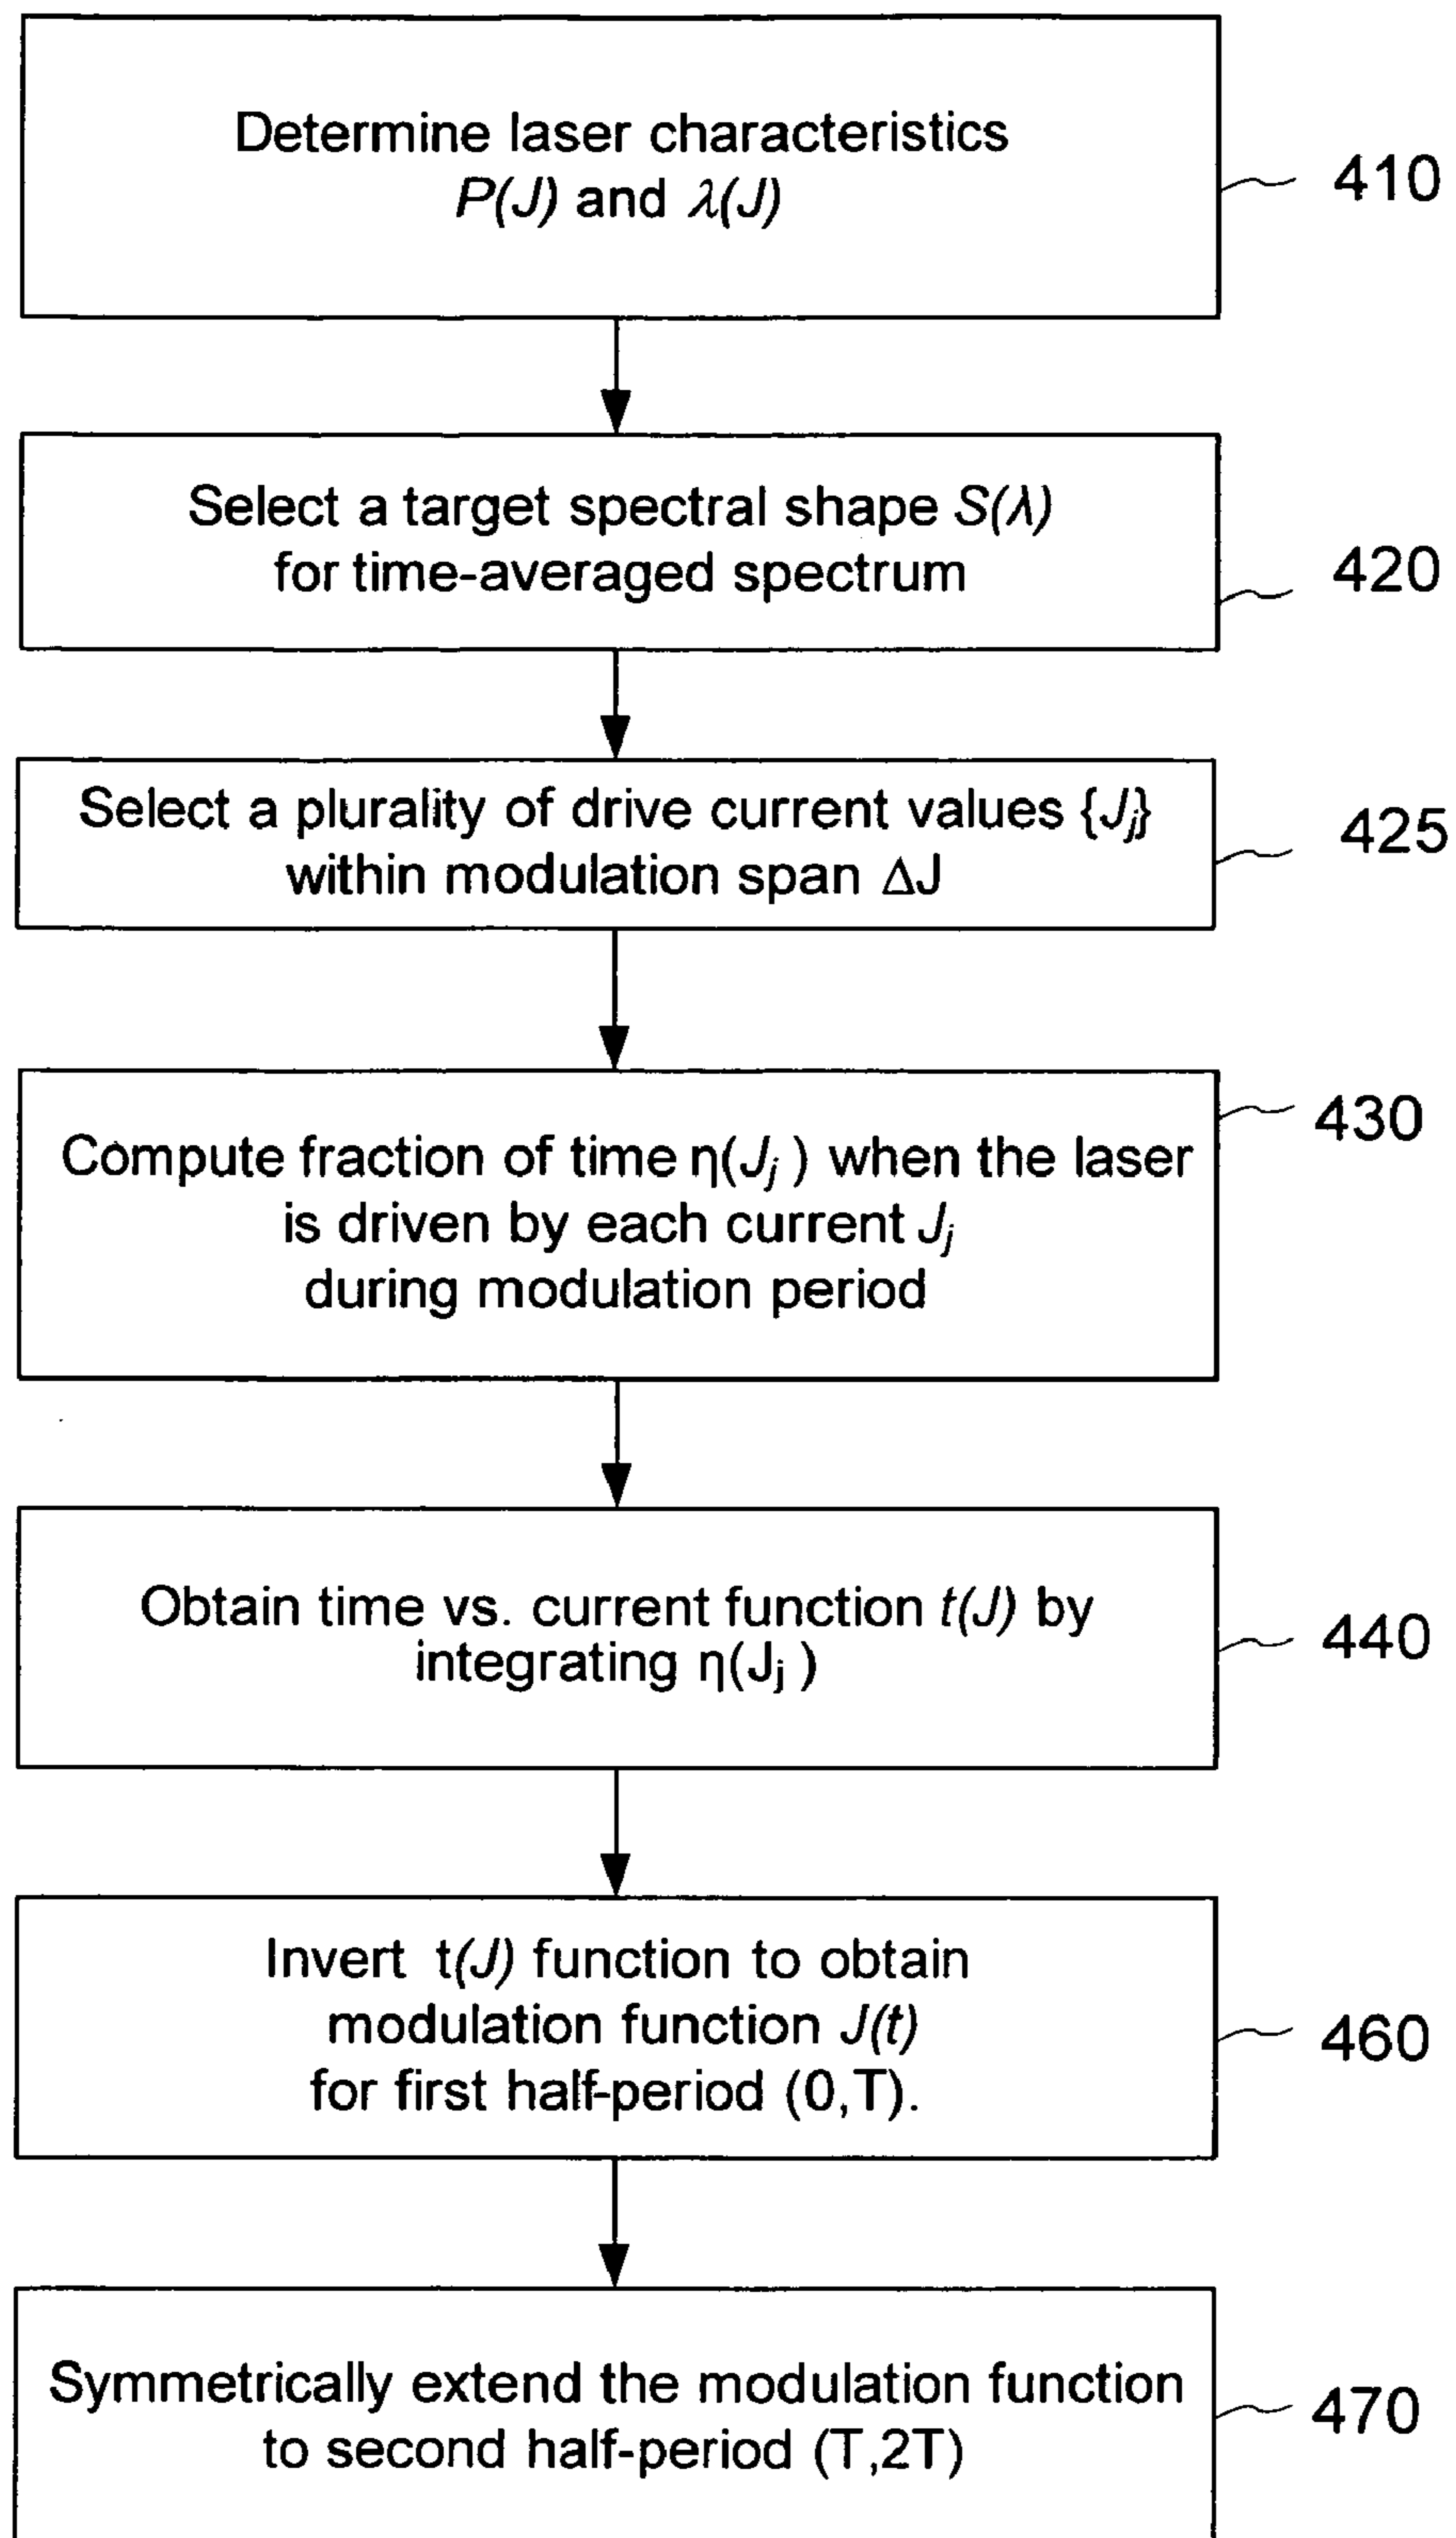 Determine laser characteristics
P(J) and λ(J)
410
Select a target spectral shape S(λ)
for time-averaged spectrum
420
Select a plurality of drive current values {Jj}
within modulation span ΔJ
425
Compute fraction of time η(Jj ) when the laser
is driven by each current Jj
during modulation period
430
Obtain time vs. current function t(J) by
integrating η(Jj )
440
Invert t(J) function to obtain
modulation function J(t)
for first half-period (0,T).
460
Symmetrically extend the modulation function
to second half-period (T,2T)
470